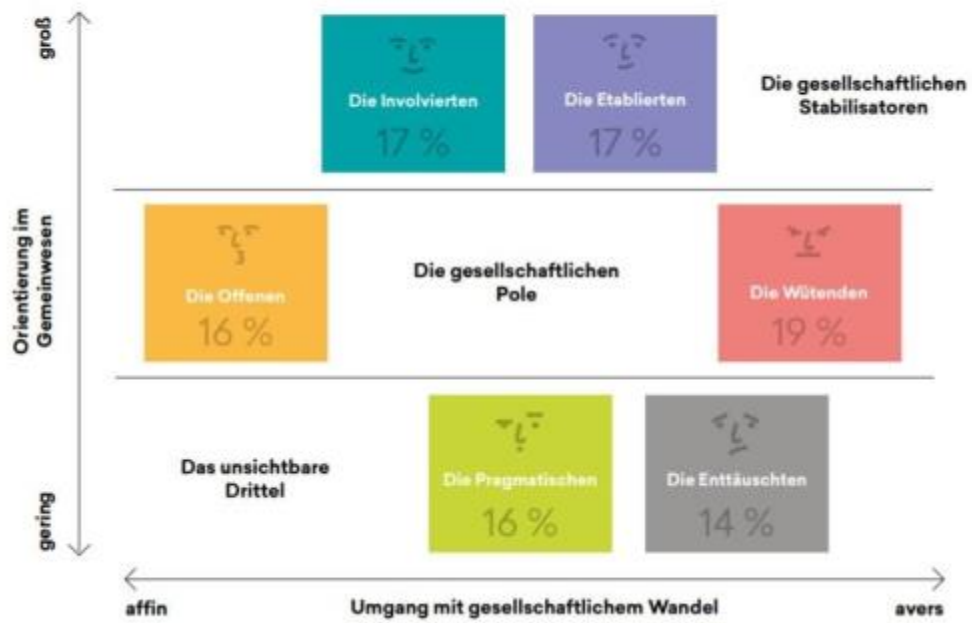 groß
Die Involvierten
17 %
Die Etablierten
17 %
Die gesellschaftlichen
Stabilisatoren
Orientierung im
Gemeinwesen
Die Offenen
16 %
Die gesellschaftlichen
Pole
Die Wütenden
19 %
Das unsichtbare
Drittel
Die Pragmatischen
16 %
Die Enttäuschten
14 %
gering
affin
Umgang mit gesellschaftlichem Wandel
avers